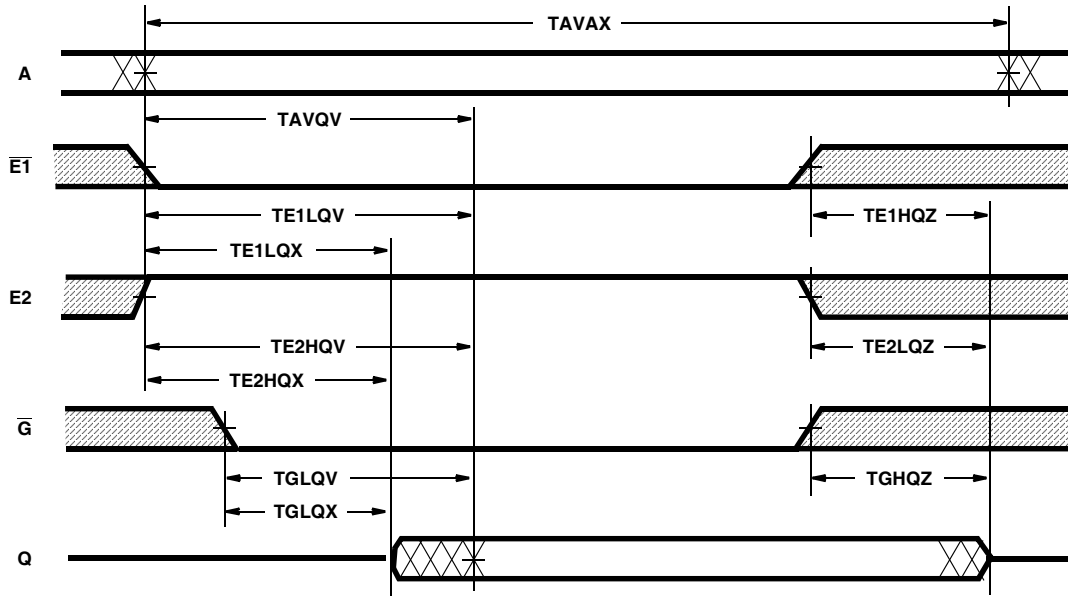 TAVAX
A
TAVQV
E1
TE1LQV
TE1HQZ
TE1LQX
E2
TE2HQV
TE2LQZ
TE2HQX
G
TGLQV
TGHQZ
TGLQX
Q